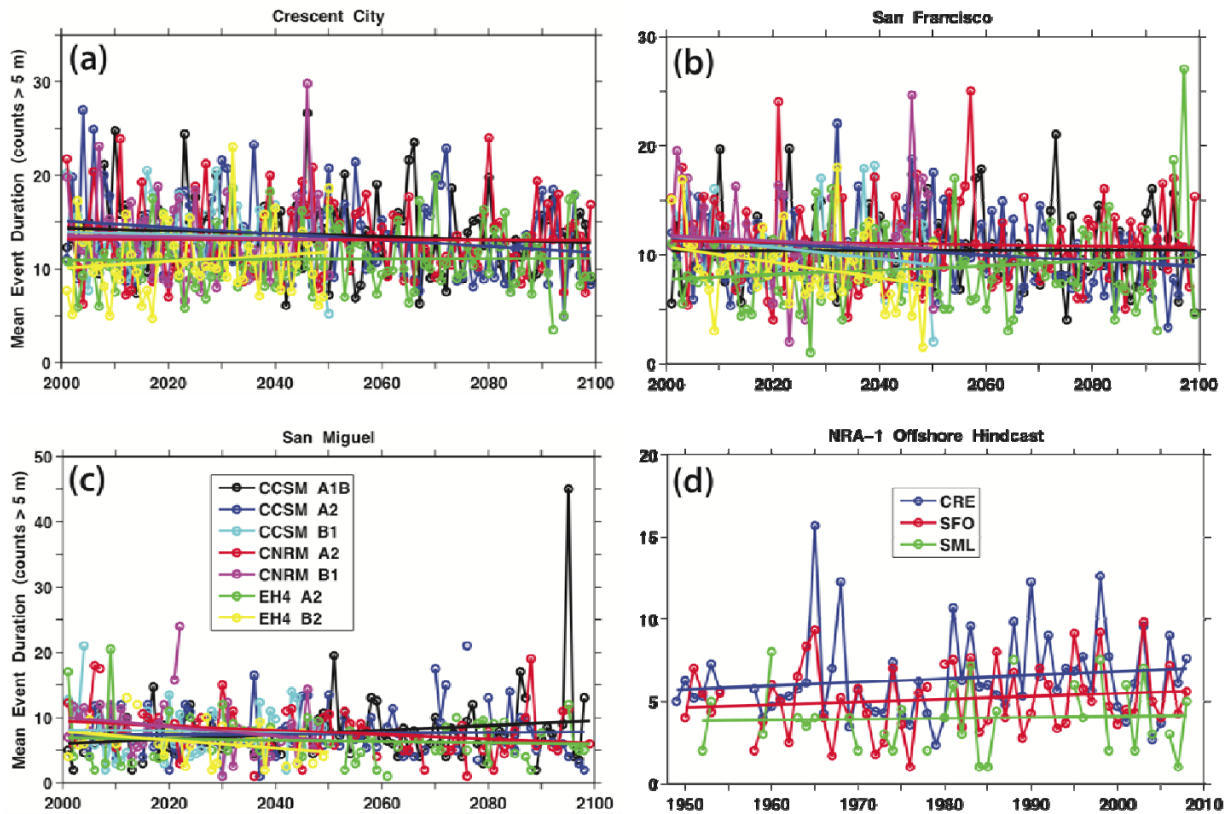 Crescent City
(a)
Mean Event Duration (counts > 5 m)
30
20
10
0
2000 2020 2040 2060 2080 2100
San Francisco
(b)
30
20
10
0
2000 2020 2040 2060 2080 2100
San Miguel
(c)
Mean Event Duration (counts > 5 m)
50
40
30
20
10
0
CCSM A1B
CCSM A2
CCSM B1
CNRM A2
CNRM B1
EH4 A2
EH4 B2
2000 2020 2040 2060 2080 2100
NRA-1 Offshore Hindcast
(d)
20
15
10
5
0
CRE
SFO
SML
1950 1960 1970 1980 1990 2000 2010